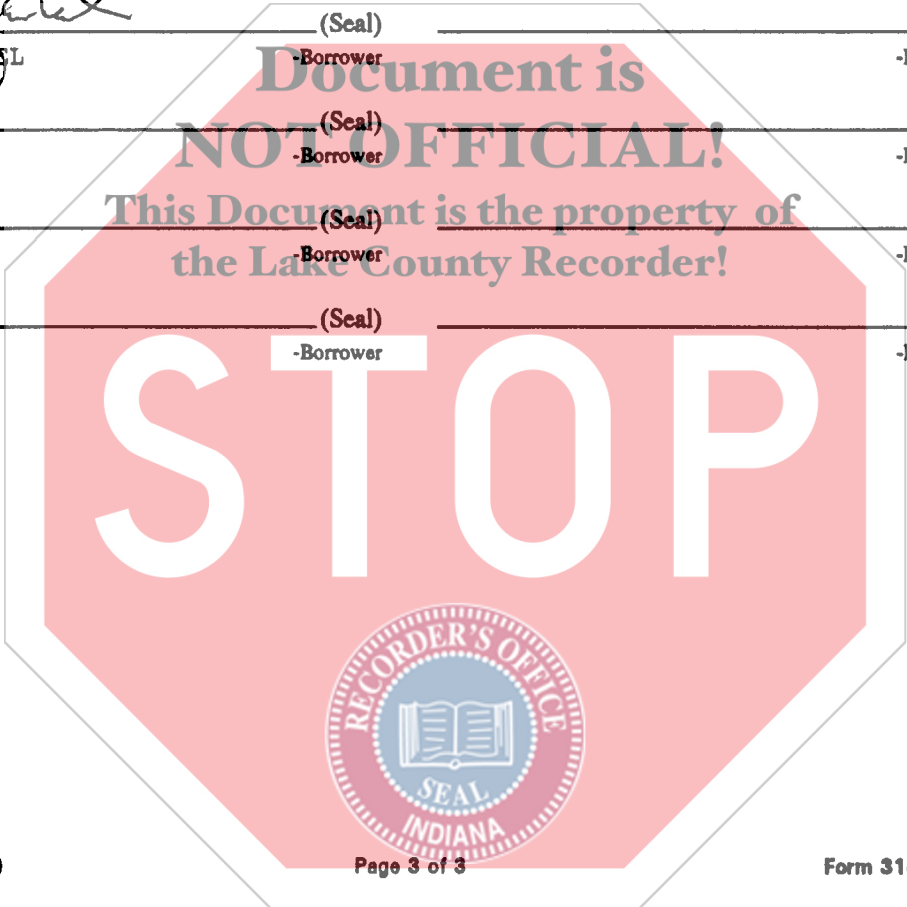 (Seal)
-Borrower
Document is
(Seal)
NOT OFFICIAL!
-Borrower
This Document is the property of
(Seal)
-Borrower
the Lake County Recorder!
(Seal)
-Borrower
STOP
RECORDER'S OFFICE
SEAL
INDIANA
Page 3 of 3
Form